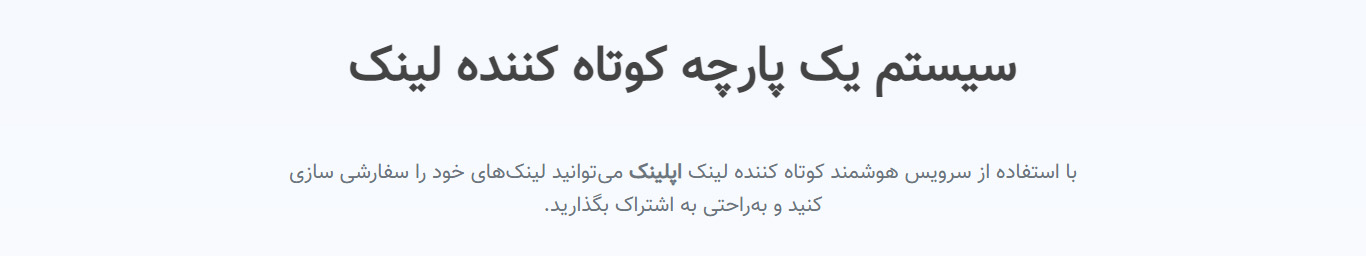 سیستم یک پارچه کوتاه کننده لینک
با استفاده از سرویس هوشمند کوتاه کننده لینک اپلینک می‌توانید لینک‌های خود را سفارشی سازی
کنید و به‌راحتی به اشتراک بگذارید.